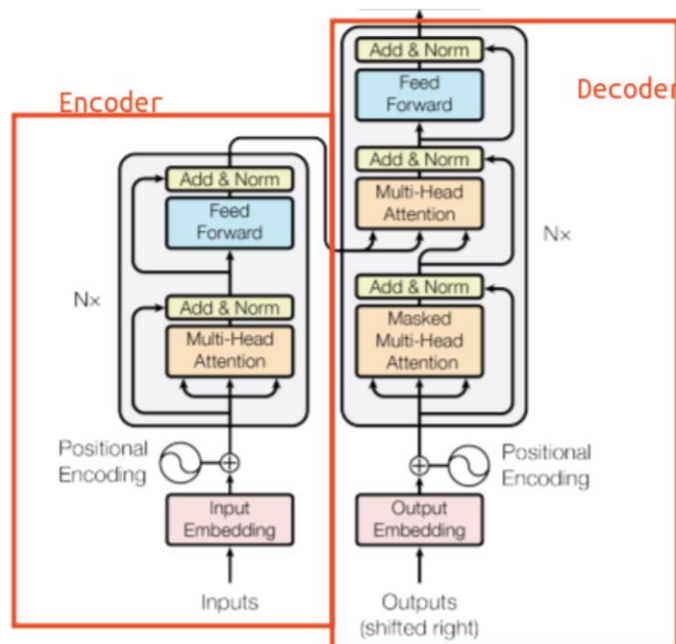 Encoder
Add & Norm
Feed
Forward
Nx
Add & Norm
Multi-Head
Attention
Positional
Encoding
Input
Embedding
Inputs
Decoder
Add & Norm
Feed
Forward
Add & Norm
Multi-Head
Attention
Nx
Add & Norm
Masked
Multi-Head
Attention
Positional
Encoding
Output
Embedding
Outputs
(shifted right)